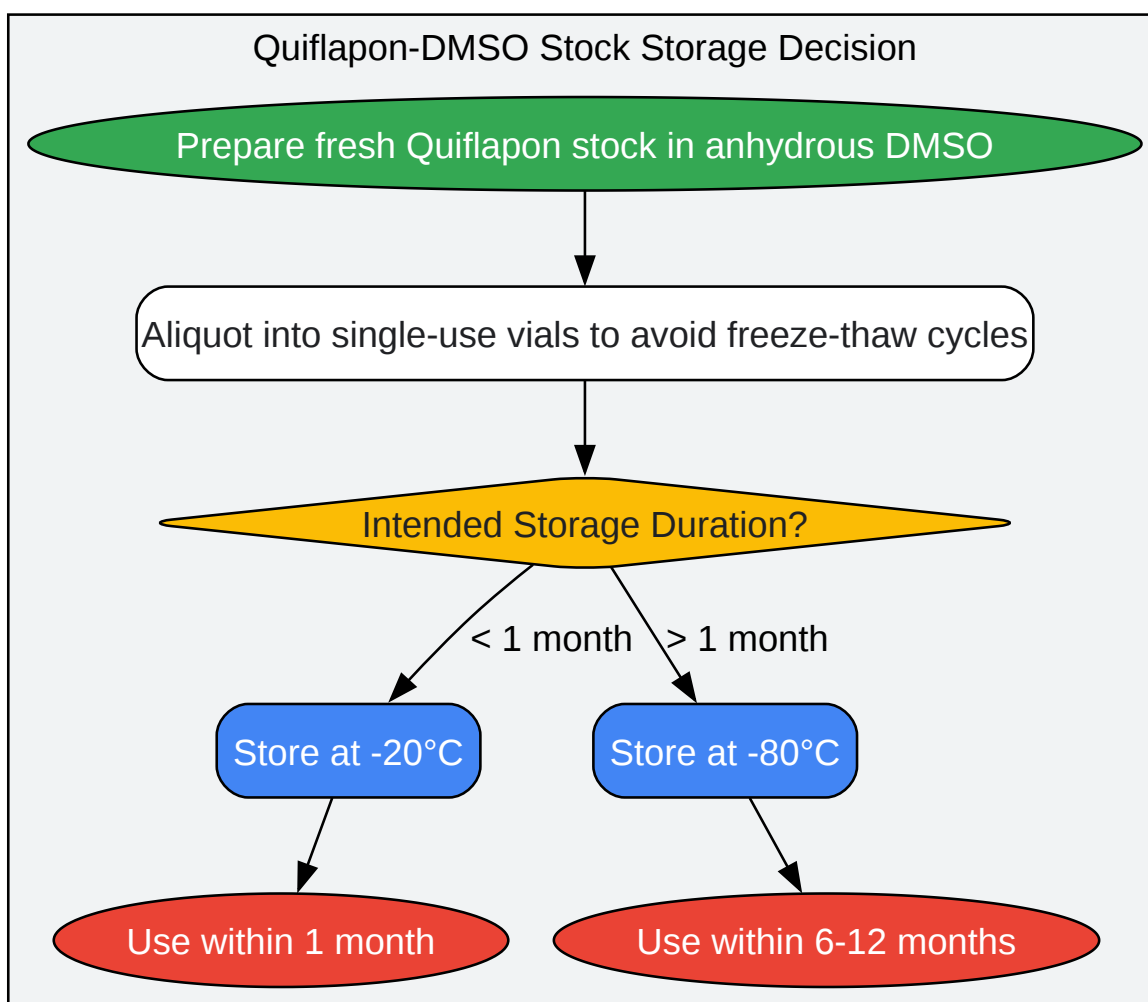 Quiflapon-DMSO Stock Storage Decision
Prepare fresh Quiflapon stock in anhydrous DMSO
Aliquot into single-use vials to avoid freeze-thaw cycles
Intended Storage Duration?
< 1 month
> 1 month
Store at -20°C
Store at -80°C
Use within 1 month
Use within 6-12 months